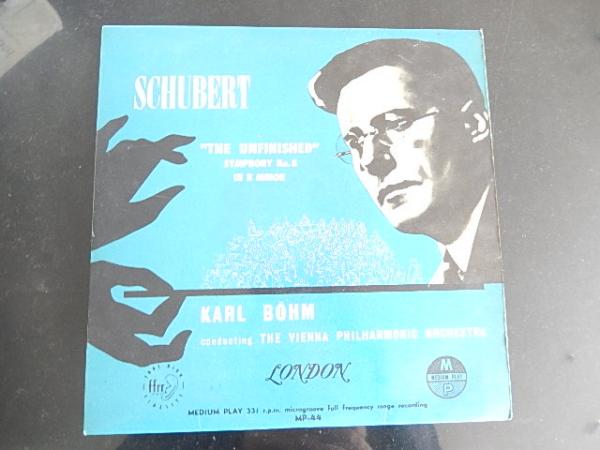 SCHUBERT
"THE UNFINISHED"
SYMPHONY No. 8
IN B MINOR
KARL BÖHM
conducting THE VIENNA PHILHARMONIC ORCHESTRA
LONDON
ffrr
M
MEDIUM PLAY
P
MEDIUM PLAY 33⅓ r.p.m. microgroove Full Frequency range recording
MP-44